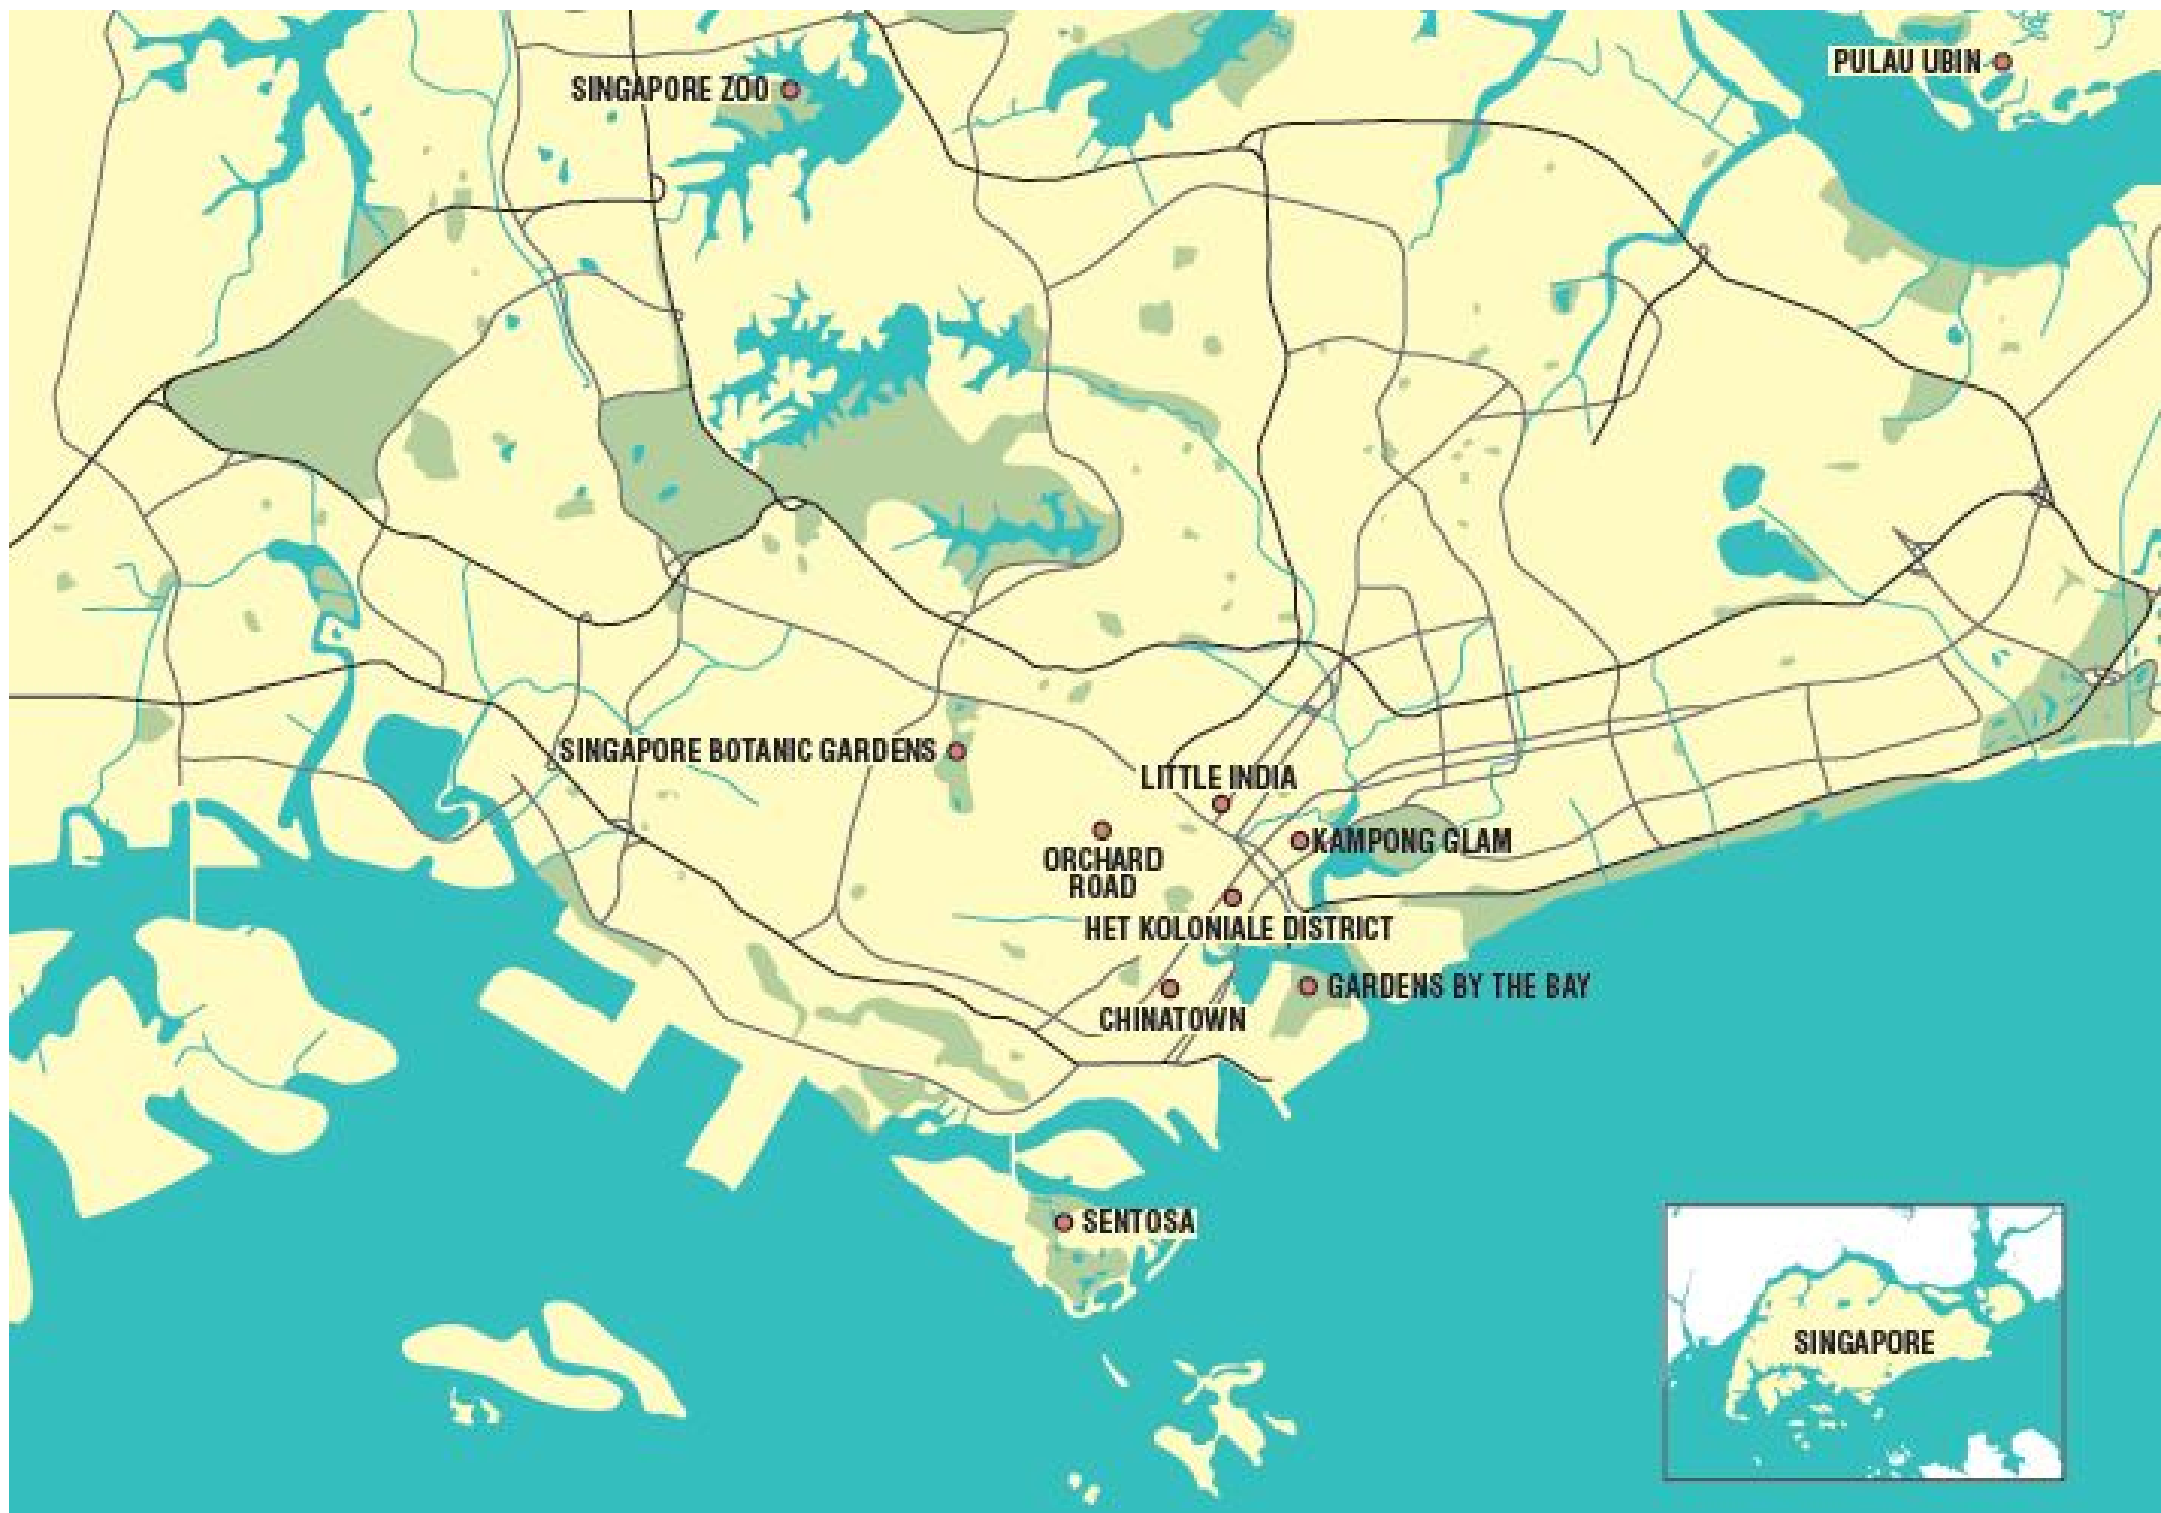 PULAU UBIN
SINGAPORE ZOO
SINGAPORE BOTANIC GARDENS
LITTLE INDIA
ORCHARD
ROAD
KAMPONG GLAM
HET KOLONIALE DISTRICT
GARDENS BY THE BAY
CHINATOWN
SENTOSA
SINGAPORE